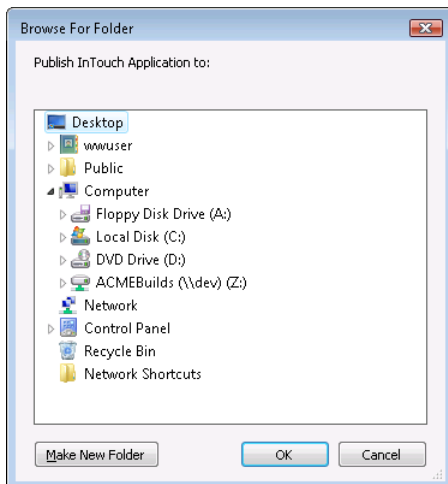 Browse For Folder
Publish InTouch Application to:
Desktop
wwuser
Public
Computer
Floppy Disk Drive (A:)
Local Disk (C:)
DVD Drive (D:)
ACMEBuilds (\\dev) (Z:)
Network
Control Panel
Recycle Bin
Network Shortcuts
Make New Folder OK Cancel